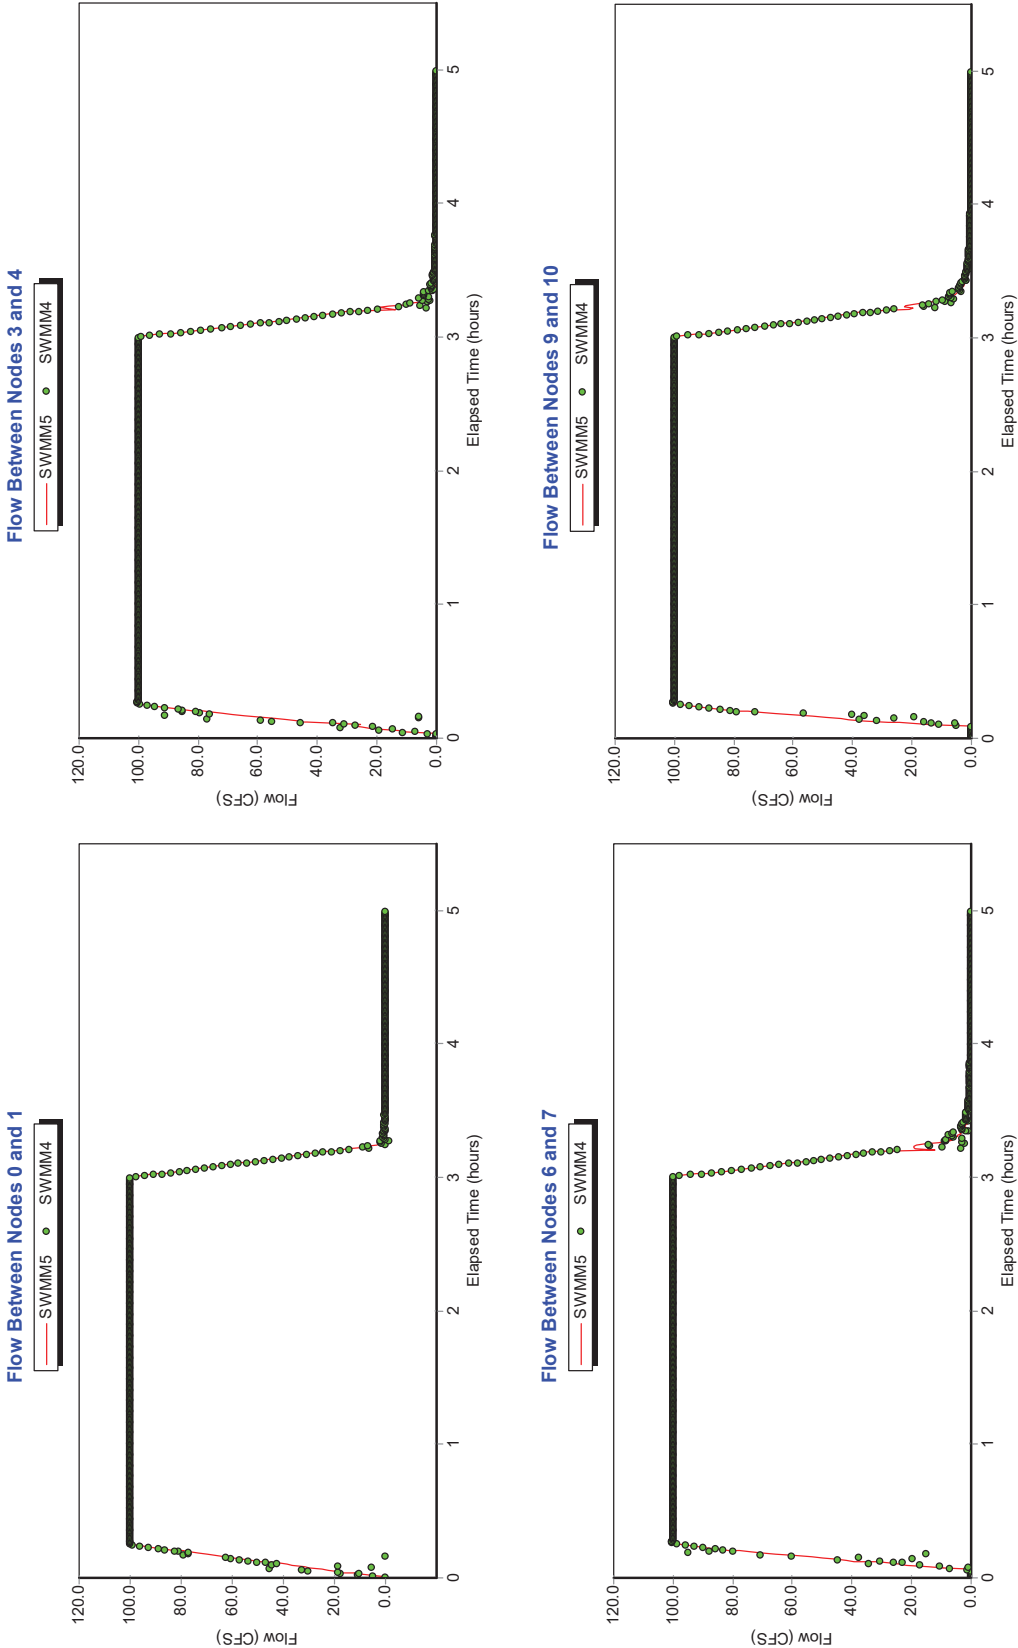 Flow Between Nodes 0 and 1
SWMM5 SWMM4
120.0
100.0
80.0
60.0
40.0
20.0
0.0
Flow (CFS)
0 1 2 3 4 5
Elapsed Time (hours)
Flow Between Nodes 3 and 4
SWMM5 SWMM4
120.0
100.0
80.0
60.0
40.0
20.0
0.0
Flow (CFS)
0 1 2 3 4 5
Elapsed Time (hours)
Flow Between Nodes 6 and 7
SWMM5 SWMM4
120.0
100.0
80.0
60.0
40.0
20.0
0.0
Flow (CFS)
0 1 2 3 4 5
Elapsed Time (hours)
Flow Between Nodes 9 and 10
SWMM5 SWMM4
120.0
100.0
80.0
60.0
40.0
20.0
0.0
Flow (CFS)
0 1 2 3 4 5
Elapsed Time (hours)